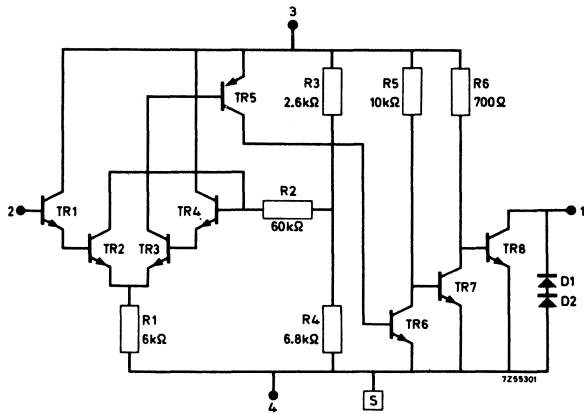 3
R3
2.6kΩ
R5
10kΩ
R6
700Ω
TR5
R2
60kΩ
2
TR1
TR2
TR3
TR4
1
TR8
TR7
TR6
D1
D2
R1
6kΩ
R4
6.8kΩ
4
S
7Z55301